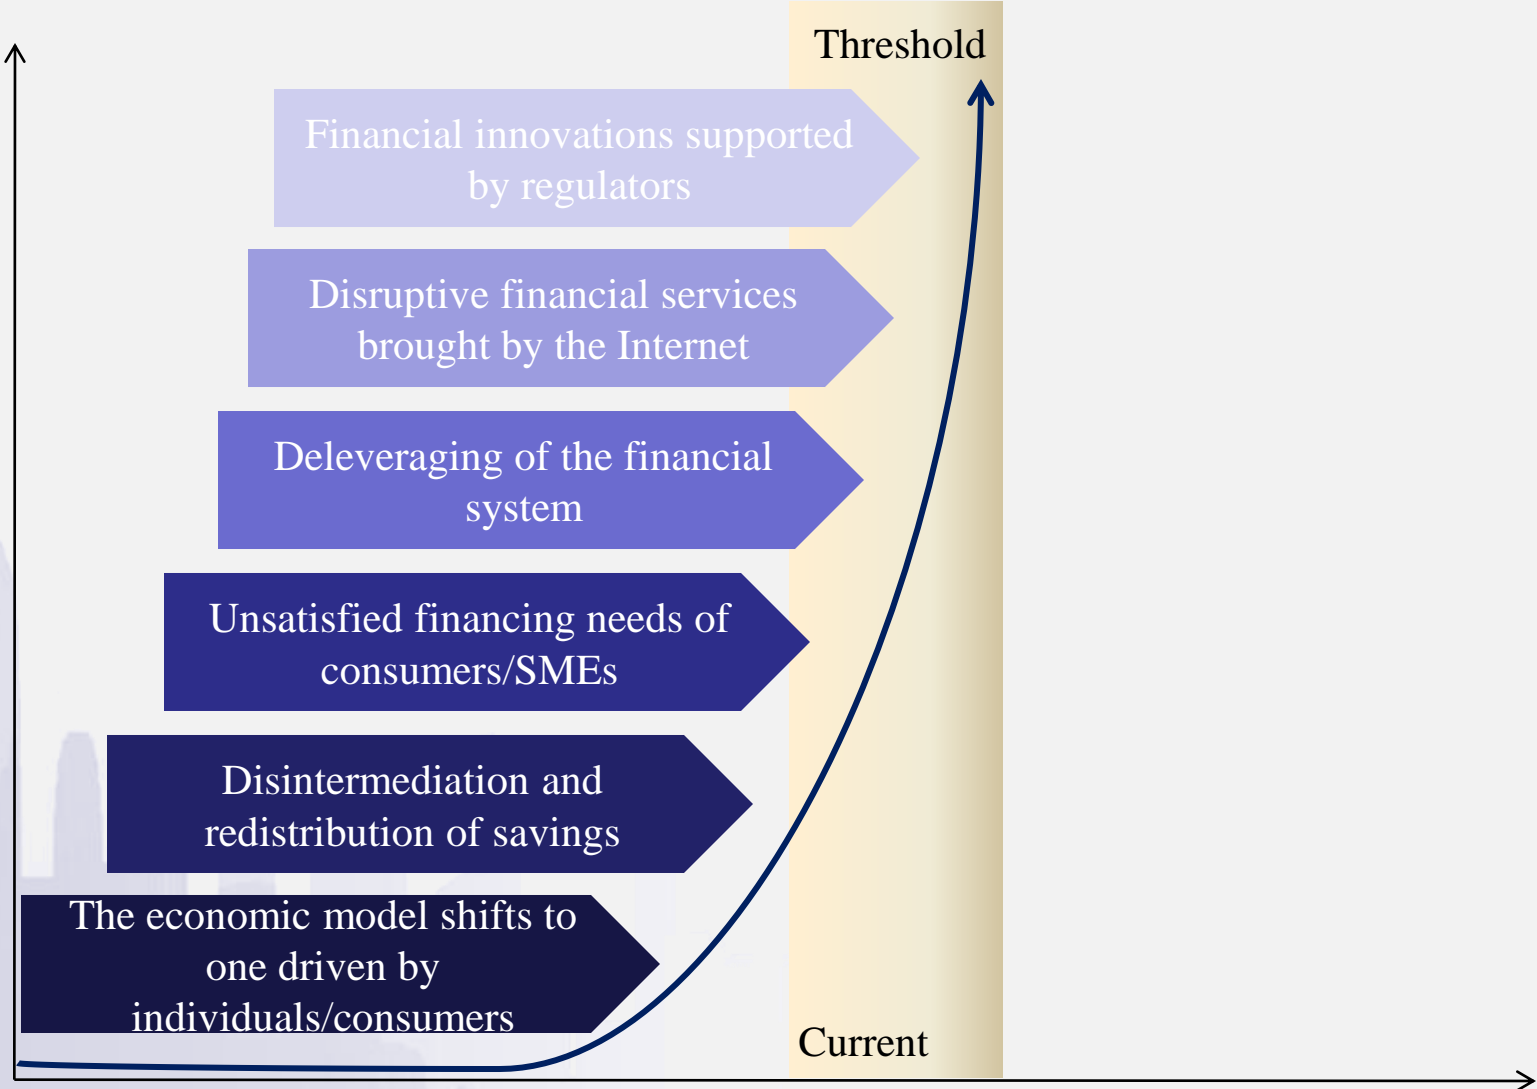 Threshold
Financial innovations supported
by regulators
Disruptive financial services
brought by the Internet
Deleveraging of the financial
system
Unsatisfied financing needs of
consumers/SMEs
Disintermediation and
redistribution of savings
The economic model shifts to
one driven by
individuals/consumers
Current